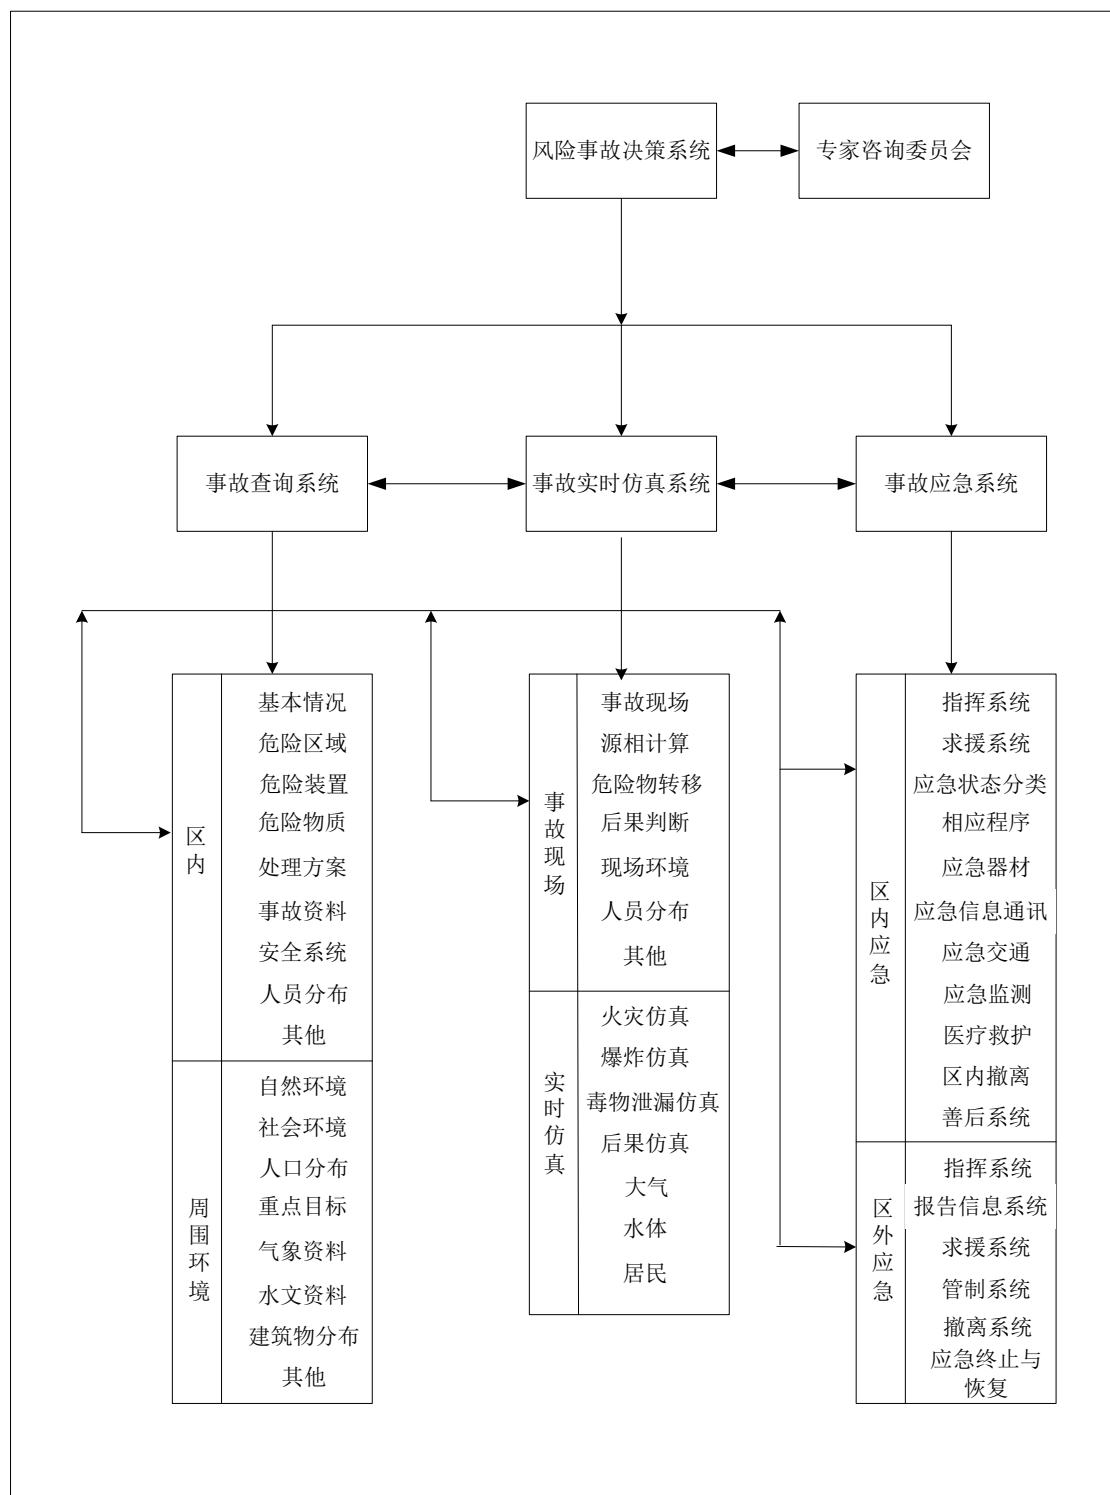 风险事故决策系统
专家咨询委员会
事故查询系统
事故实时仿真系统
事故应急系统
区内
基本情况
危险区域
危险装置
危险物质
处理方案
事故资料
安全系统
人员分布
其他
周围环境
自然环境
社会环境
人口分布
重点目标
气象资料
水文资料
建筑物分布
其他
事故现场
事故现场
源相计算
危险物转移
后果判断
现场环境
人员分布
其他
实时仿真
火灾仿真
爆炸仿真
毒物泄漏仿真
后果仿真
大气
水体
居民
区内应急
指挥系统
求援系统
应急状态分类
相应程序
应急器材
应急信息通讯
应急交通
应急监测
医疗救护
区内撤离
善后系统
区外应急
指挥系统
报告信息系统
求援系统
管制系统
撤离系统
应急终止与
恢复